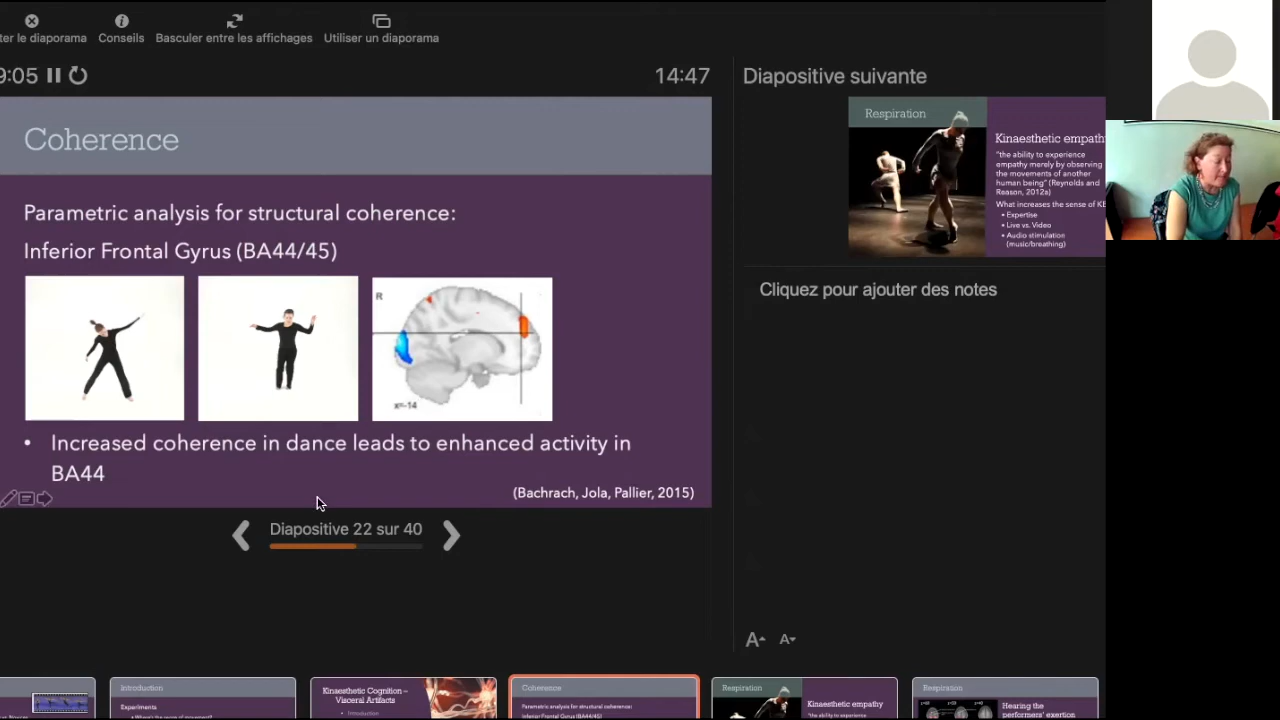 ter le diaporama
Conseils
Basculer entre les affichages
Utiliser un diaporama
9:05
14:47
Diapositive suivante
Coherence
Parametric analysis for structural coherence:
Inferior Frontal Gyrus (BA44/45)
R
x=-14
• Increased coherence in dance leads to enhanced activity in
BA44
(Bachrach, Jola, Pallier, 2015)
Diapositive 22 sur 40
Respiration
Kinaesthetic empathy
"the ability to experience
empathy merely by observing
the movements of another
human being" (Reynolds and
Reason, 2012a)
What increases the sense of KE
• Expertise
• Live vs. Video
• Audio stimulation
(music/breathing)
Cliquez pour ajouter des notes
A A
Introduction
Experiments
Kinaesthetic Cognition –
Visceral Artifacts
• Introduction
Coherence
Parametric analysis for structural coherence:
Inferior Frontal Gyrus (BA44/45)
Respiration
Kinaesthetic empathy
"the ability to experience
Respiration
Hearing the
performers' exertion